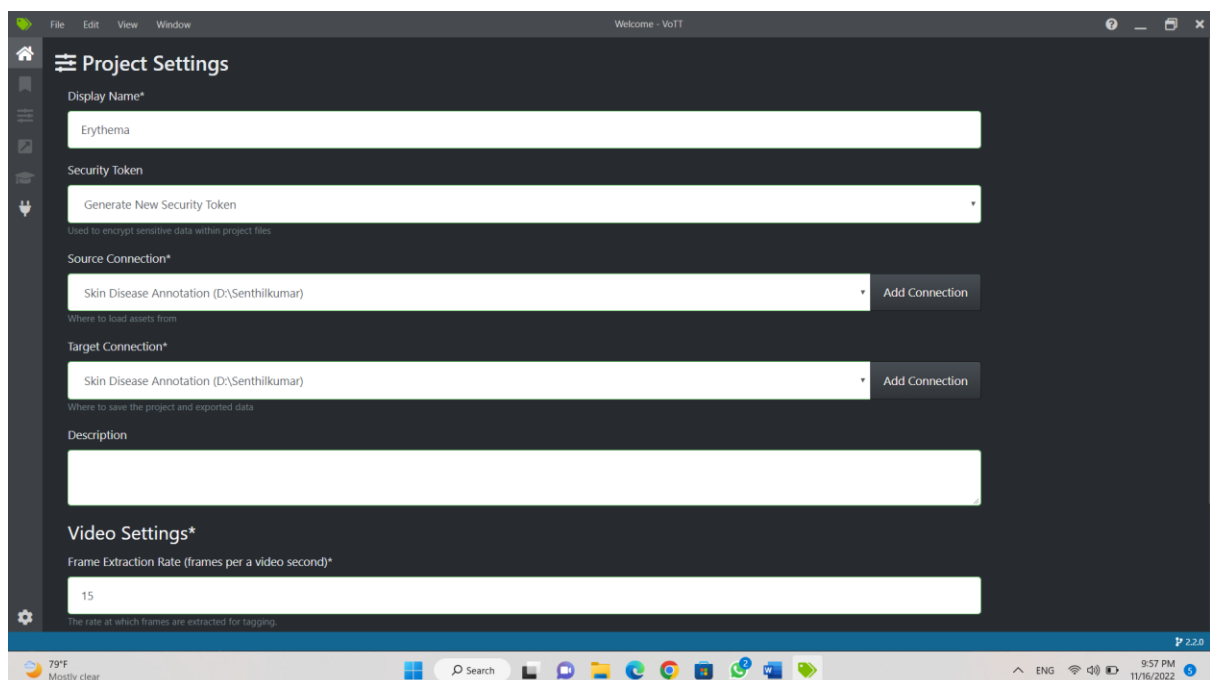 File Edit View Window Welcome - VoTT
Project Settings
Display Name*
Erythema
Security Token
Generate New Security Token
Used to encrypt sensitive data within project files
Source Connection*
Skin Disease Annotation (D:\Senthilkumar) Add Connection
Where to load assets from
Target Connection*
Skin Disease Annotation (D:\Senthilkumar) Add Connection
Where to save the project and exported data
Description
Video Settings*
Frame Extraction Rate (frames per a video second)*
15
The rate at which frames are extracted for tagging.
2.2.0
79°F
Mostly clear
Search
2
ENG
9:57 PM
11/16/2022
5